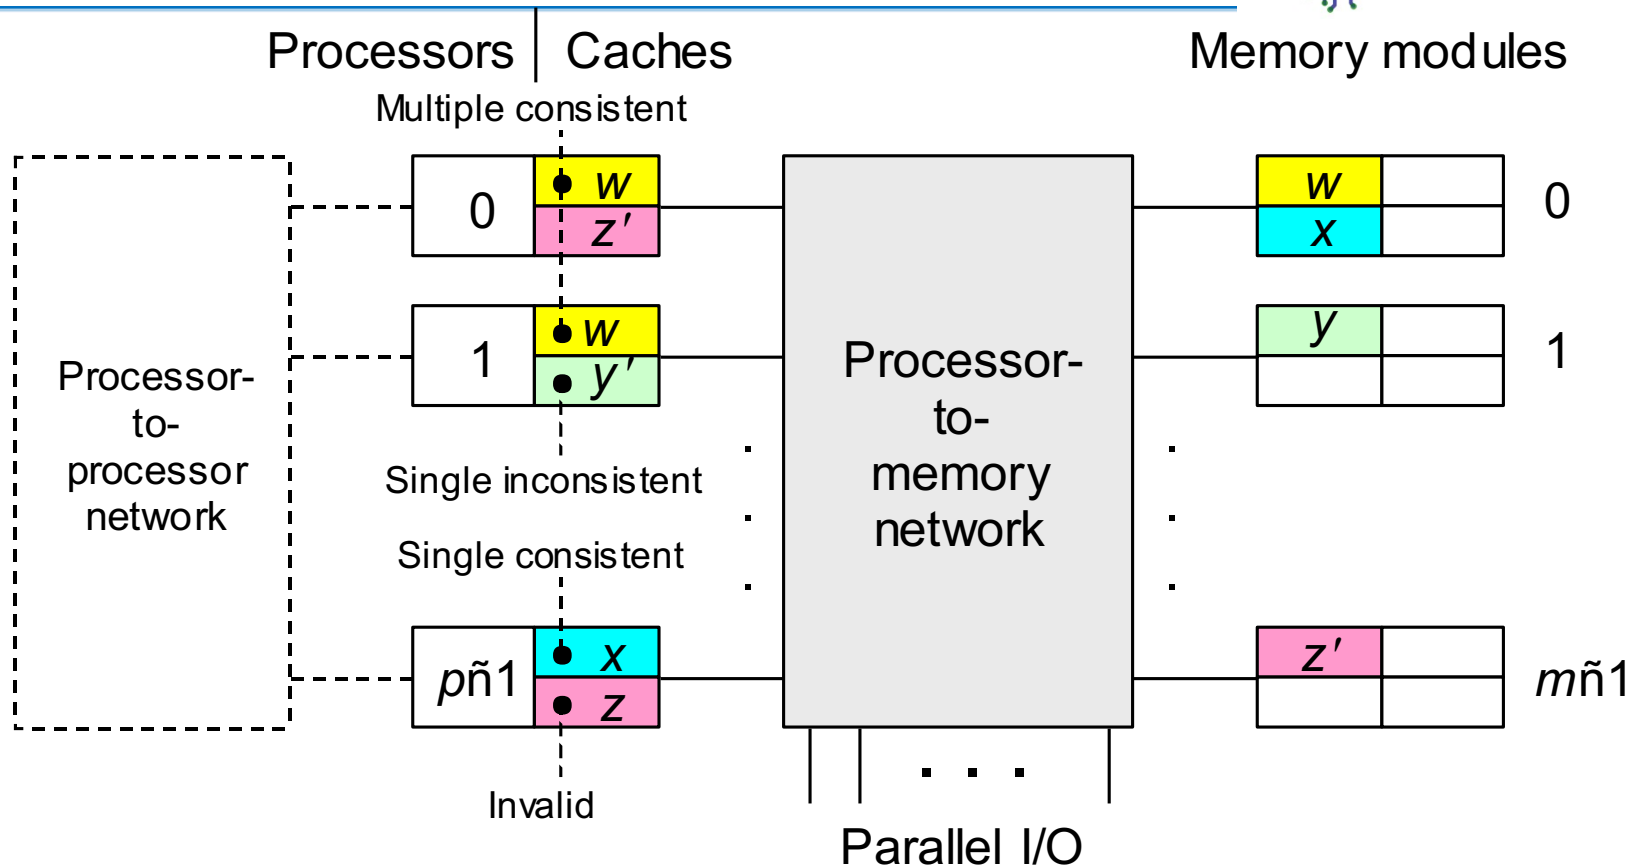 Processors Caches Memory modules
Multiple consistent
w
z′
0
w
x
0
w
y′
1
y
1
Processor-
to-
processor
network
Processor-
to-
memory
network
Single inconsistent
Single consistent
x
z
pñ1
z′
mñ1
Invalid
. . .
Parallel I/O